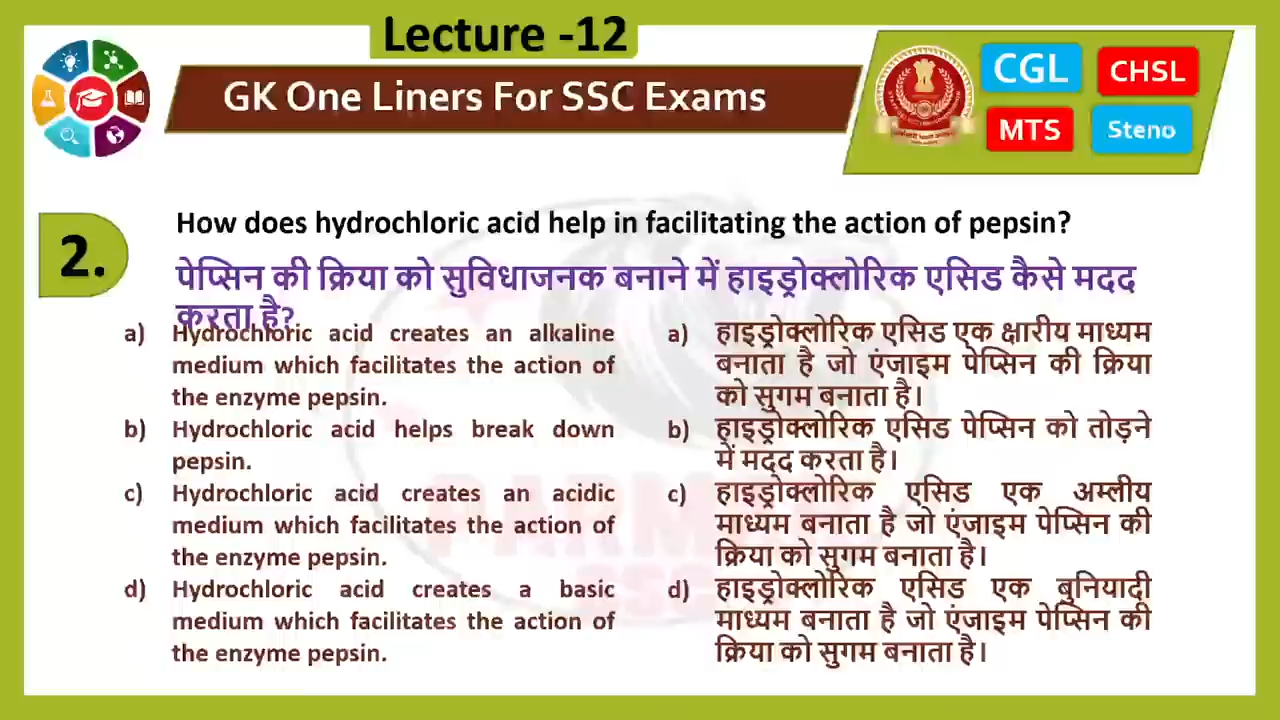 Lecture -12
GK One Liners For SSC Exams
CGL
CHSL
MTS
Steno
2.
How does hydrochloric acid help in facilitating the action of pepsin?
पेप्सिन की क्रिया को सुविधाजनक बनाने में हाइड्रोक्लोरिक एसिड कैसे मदद
करता है?
a) Hydrochloric acid creates an alkaline
medium which facilitates the action of
the enzyme pepsin.
b) Hydrochloric acid helps break down
pepsin.
c) Hydrochloric acid creates an acidic
medium which facilitates the action of
the enzyme pepsin.
d) Hydrochloric acid creates a basic
medium which facilitates the action of
the enzyme pepsin.
a) हाइड्रोक्लोरिक एसिड एक क्षारीय माध्यम
बनाता है जो एंजाइम पेप्सिन की क्रिया
को सुगम बनाता है।
b) हाइड्रोक्लोरिक एसिड पेप्सिन को तोड़ने
में मदद करता है।
c) हाइड्रोक्लोरिक एसिड एक अम्लीय
माध्यम बनाता है जो एंजाइम पेप्सिन की
क्रिया को सुगम बनाता है।
d) हाइड्रोक्लोरिक एसिड एक बुनियादी
माध्यम बनाता है जो एंजाइम पेप्सिन की
क्रिया को सुगम बनाता है।